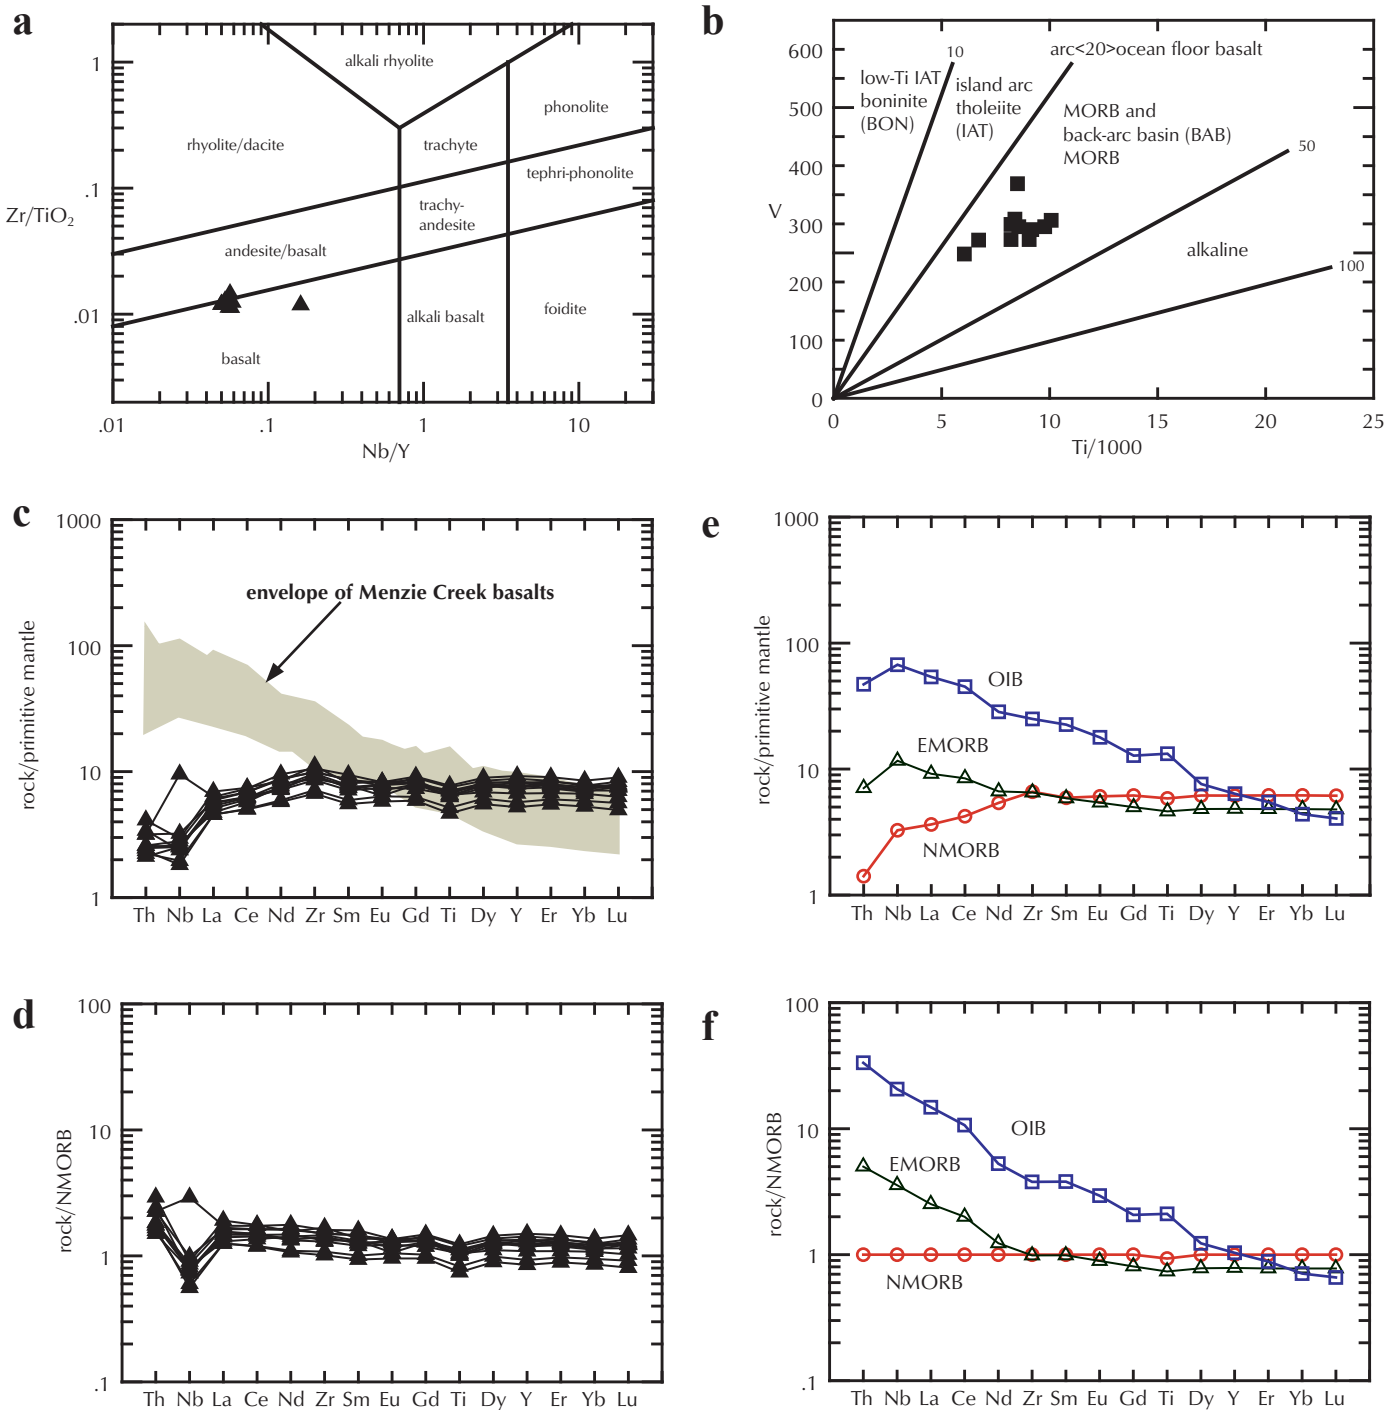 a
1
.1
.01
Zr/TiO2
alkali rhyolite
phonolite
rhyolite/dacite
trachyte
tephri-phonolite
trachy-
andesite
andesite/basalt
alkali basalt
foidite
basalt
.01
.1
1
10
Nb/Y
b
600
500
400
300
200
100
0
V
10
arc<20>ocean floor basalt
low-Ti IAT
boninite
(BON)
island arc
tholeiite
(IAT)
MORB and
back-arc basin (BAB)
MORB
50
alkaline
100
0
5
10
15
20
25
Ti/1000
c
1000
100
10
1
rock/primitive mantle
envelope of Menzie Creek basalts
Th Nb La Ce Nd Zr Sm Eu Gd Ti Dy Y Er Yb Lu
e
1000
100
10
1
rock/primitive mantle
OIB
EMORB
NMORB
Th Nb La Ce Nd Zr Sm Eu Gd Ti Dy Y Er Yb Lu
d
100
10
1
.1
rock/NMORB
Th Nb La Ce Nd Zr Sm Eu Gd Ti Dy Y Er Yb Lu
f
100
10
1
.1
rock/NMORB
OIB
EMORB
NMORB
Th Nb La Ce Nd Zr Sm Eu Gd Ti Dy Y Er Yb Lu